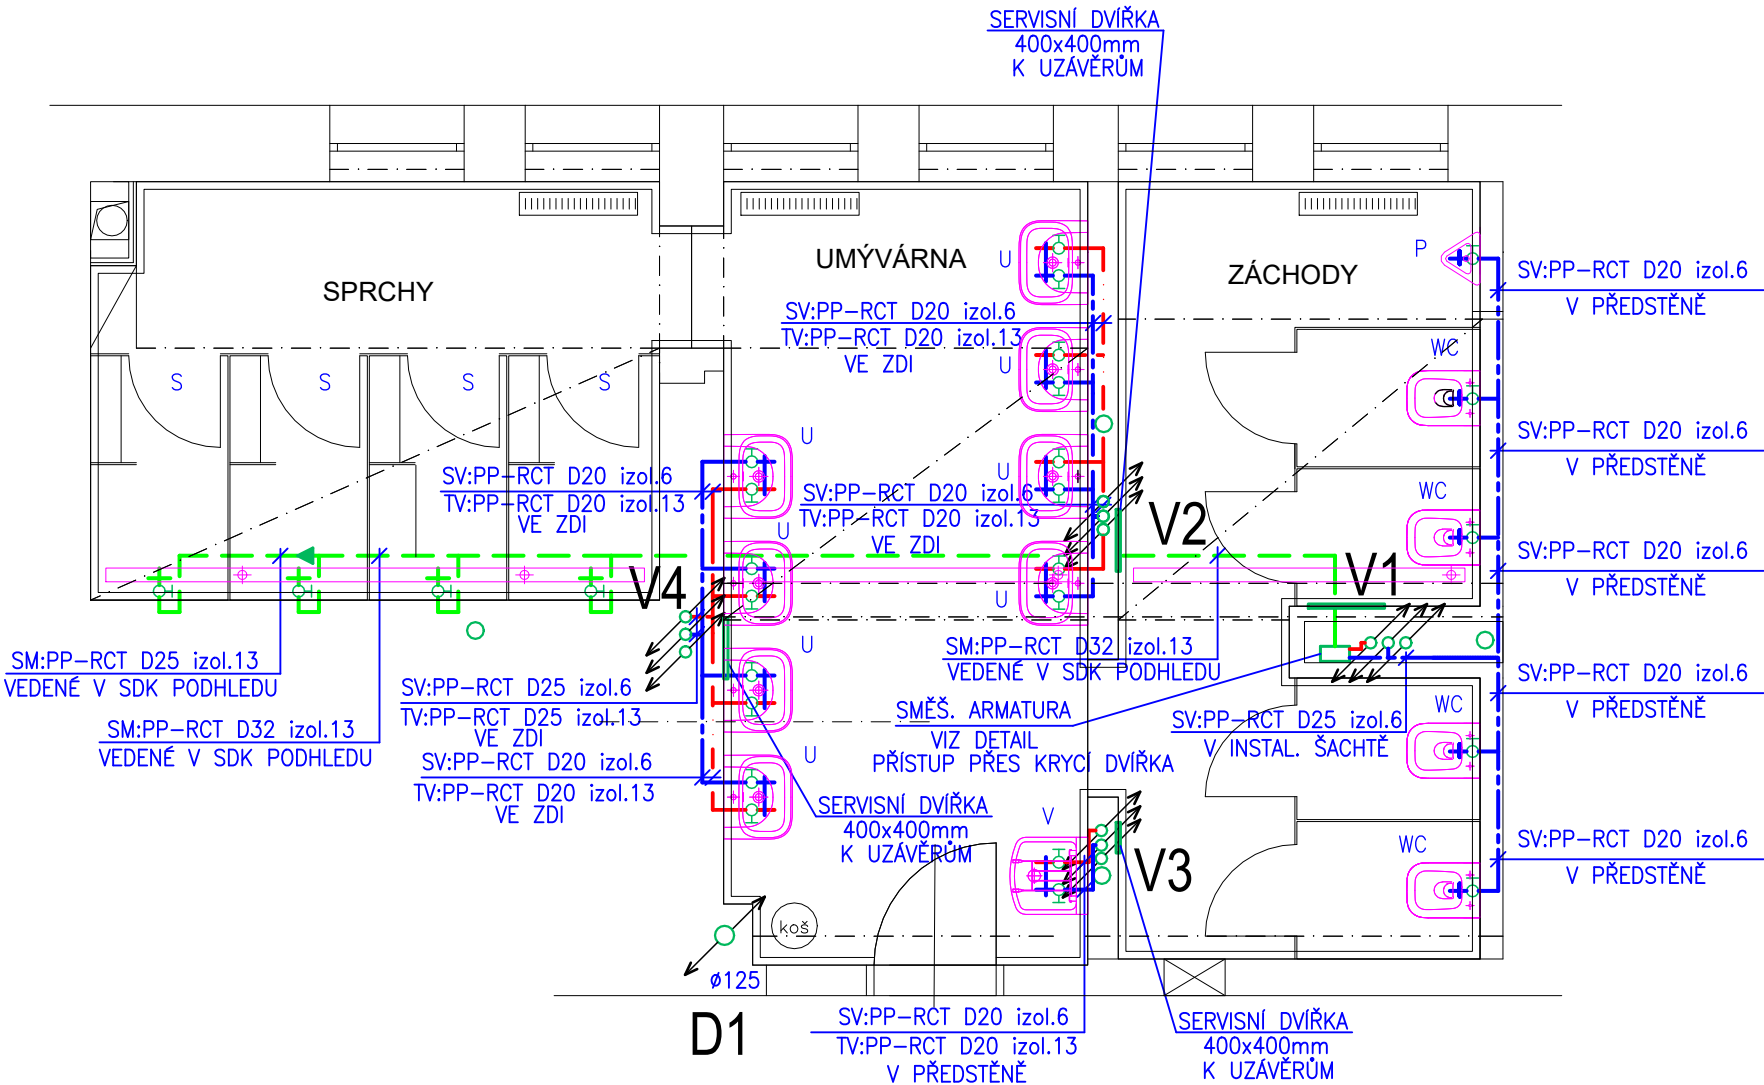 SERVISNÍ DVÍŘKA
400x400mm
K UZÁVĚRŮM
SPRCHY
UMÝVÁRNA
ZÁCHODY
U
P
SV:PP-RCT D20 izol.6
V PŘEDSTĚNĚ
SV:PP-RCT D20 izol.6
TV:PP-RCT D20 izol.13
VE ZDI
U
WC
S
S
S
S
U
SV:PP-RCT D20 izol.6
V PŘEDSTĚNĚ
SV:PP-RCT D20 izol.6
TV:PP-RCT D20 izol.13
VE ZDI
U
SV:PP-RCT D20 izol.6
TV:PP-RCT D20 izol.13
VE ZDI
WC
U
V2
SV:PP-RCT D20 izol.6
V PŘEDSTĚNĚ
V4
V1
U
U
SM:PP-RCT D25 izol.13
VEDENÉ V SDK PODHLEDU
SM:PP-RCT D32 izol.13
VEDENÉ V SDK PODHLEDU
SV:PP-RCT D20 izol.6
V PŘEDSTĚNĚ
SV:PP-RCT D25 izol.6
TV:PP-RCT D25 izol.13
VE ZDI
SMĚŠ. ARMATURA
VIZ DETAIL
PŘÍSTUP PŘES KRYCÍ DVÍŘKA
SV:PP-RCT D25 izol.6
V INSTAL. ŠACHTĚ
WC
SM:PP-RCT D32 izol.13
VEDENÉ V SDK PODHLEDU
SV:PP-RCT D20 izol.6
TV:PP-RCT D20 izol.13
VE ZDI
U
SERVISNÍ DVÍŘKA
400x400mm
K UZÁVĚRŮM
V
V3
WC
SV:PP-RCT D20 izol.6
V PŘEDSTĚNĚ
koš
ø125
D1
SV:PP-RCT D20 izol.6
TV:PP-RCT D20 izol.13
V PŘEDSTĚNĚ
SERVISNÍ DVÍŘKA
400x400mm
K UZÁVĚRŮM